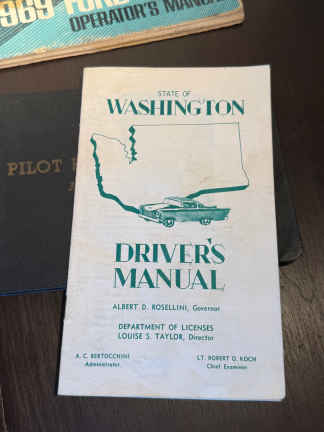 1969 FORD
OPERATOR'S MANUAL
PILOT
STATE OF
WASHINGTON
DRIVER'S
MANUAL
ALBERT D. ROSELLINI, Governor
DEPARTMENT OF LICENSES
LOUISE S. TAYLOR, Director
A. C. BERTOCCHINI
Administrator.
LT. ROBERT O. KOCH
Chief Examiner